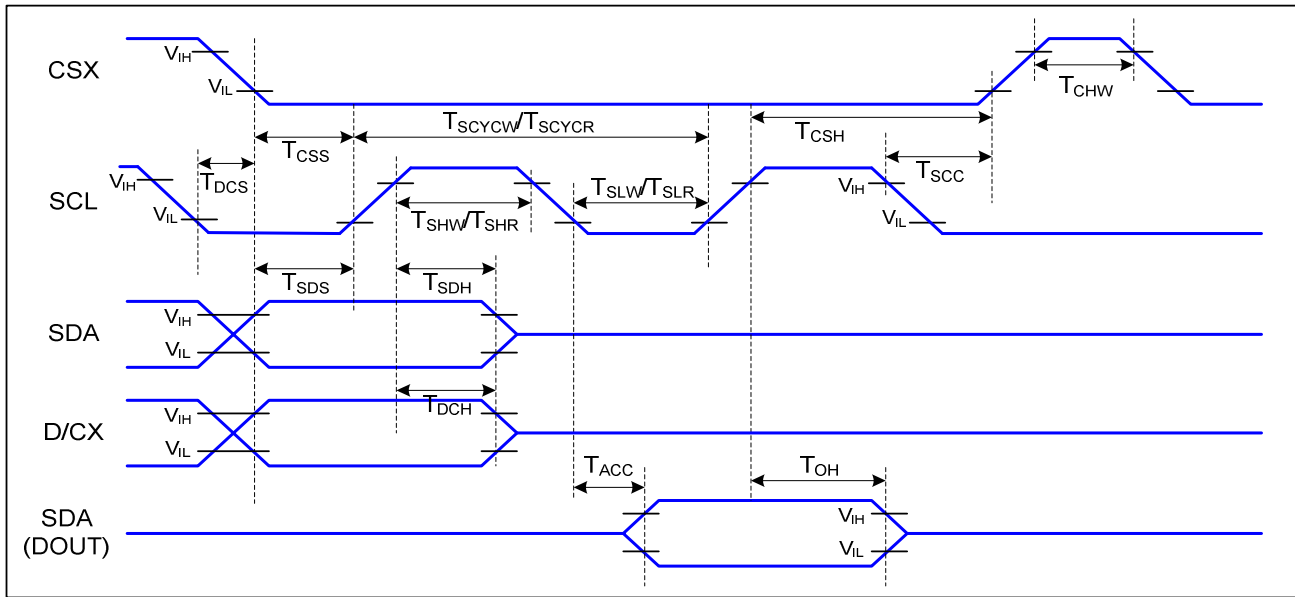 CSX
VIH
VIL
TCHW
TSCYCW/TSCYCR
TCSS
TCSH
TDCS
TSCC
SCL
VIH
VIL
TSLW/TSLR
VIH
VIL
TSHW/TSHR
TSDS
TSDH
SDA
VIH
VIL
TDCH
D/CX
VIH
VIL
TACC
TOH
SDA
(DOUT)
VIH
VIL